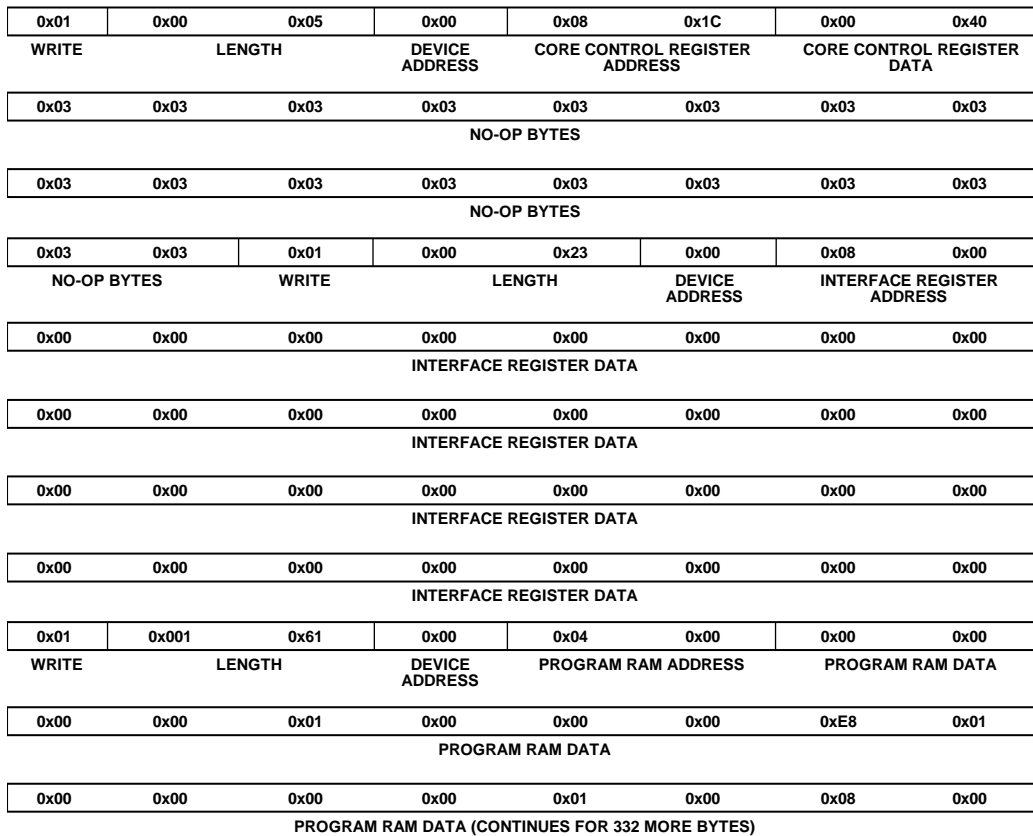 0x01 0x00 0x05 0x00 0x08 0x1C 0x00 0x40
WRITE LENGTH DEVICE ADDRESS CORE CONTROL REGISTER ADDRESS CORE CONTROL REGISTER DATA
0x03 0x03 0x03 0x03 0x03 0x03 0x03 0x03
NO-OP BYTES
0x03 0x03 0x03 0x03 0x03 0x03 0x03 0x03
NO-OP BYTES
0x03 0x03 0x01 0x00 0x23 0x00 0x08 0x00
NO-OP BYTES WRITE LENGTH DEVICE ADDRESS INTERFACE REGISTER ADDRESS
0x00 0x00 0x00 0x00 0x00 0x00 0x00 0x00
INTERFACE REGISTER DATA
0x00 0x00 0x00 0x00 0x00 0x00 0x00 0x00
INTERFACE REGISTER DATA
0x00 0x00 0x00 0x00 0x00 0x00 0x00 0x00
INTERFACE REGISTER DATA
0x00 0x00 0x00 0x00 0x00 0x00 0x00 0x00
INTERFACE REGISTER DATA
0x01 0x001 0x61 0x00 0x04 0x00 0x00 0x00
WRITE LENGTH DEVICE ADDRESS PROGRAM RAM ADDRESS PROGRAM RAM DATA
0x00 0x00 0x01 0x00 0x00 0x00 0xE8 0x01
PROGRAM RAM DATA
0x00 0x00 0x00 0x00 0x01 0x00 0x08 0x00
PROGRAM RAM DATA (CONTINUES FOR 332 MORE BYTES)